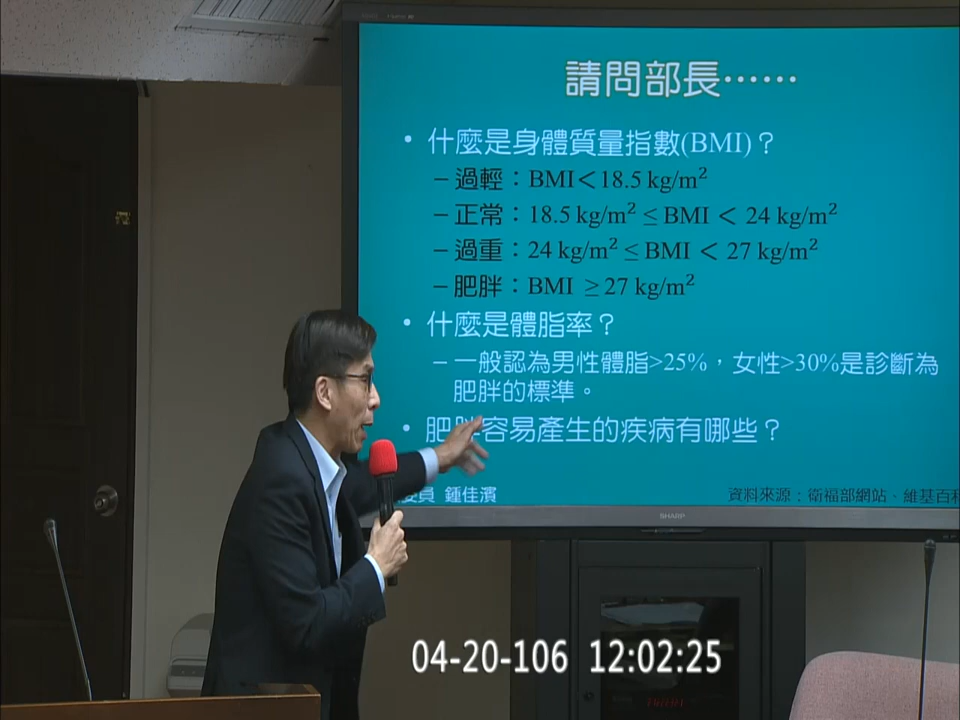 請問部長……
• 什麼是身體質量指數(BMI)？
– 過輕：BMI＜18.5 kg/m²
– 正常：18.5 kg/m² ≤ BMI ＜ 24 kg/m²
– 過重：24 kg/m² ≤ BMI ＜ 27 kg/m²
– 肥胖：BMI ≥ 27 kg/m²
• 什麼是體脂率？
– 一般認為男性體脂>25%，女性>30%是診斷為
肥胖的標準。
• 肥胖容易產生的疾病有哪些？
委員 鍾佳濱
資料來源：衛福部網站、維基百科
SHARP
04-20-106 12:02:25